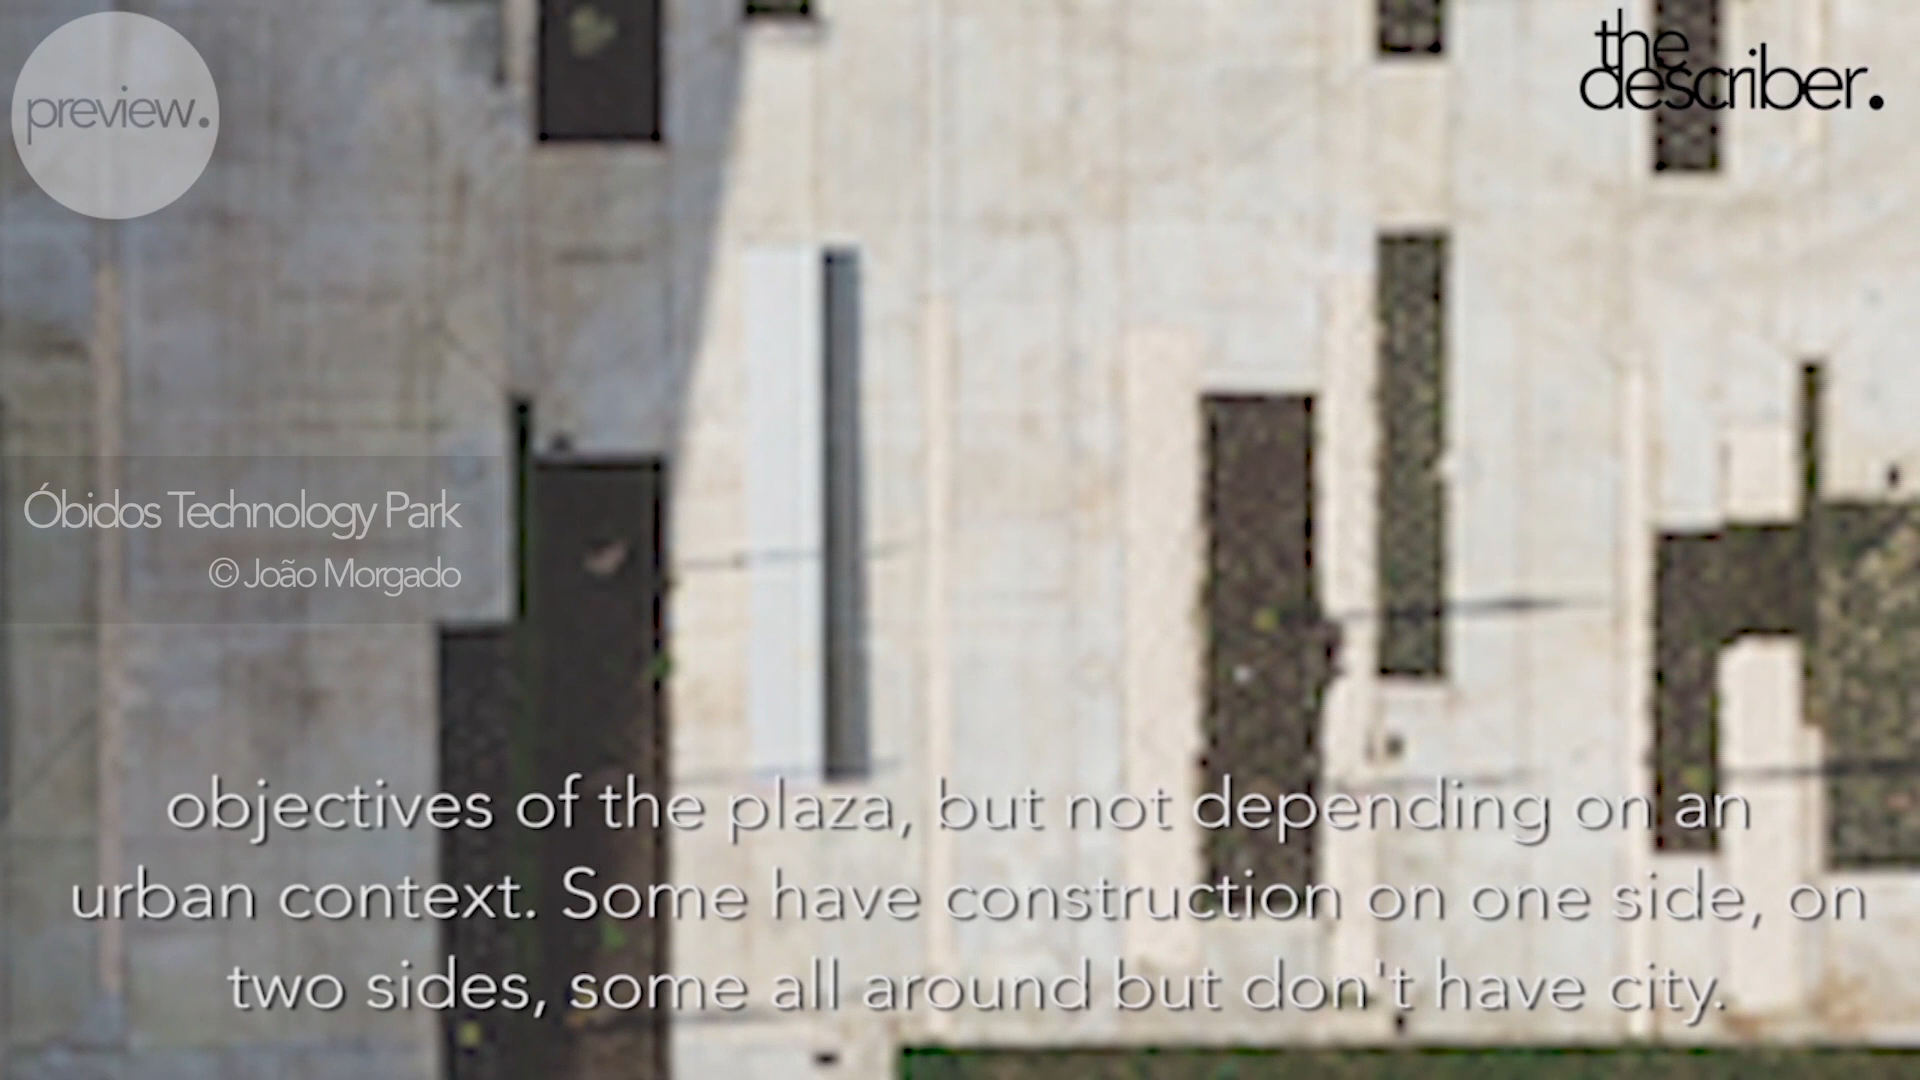 preview.
the
describer.
Óbidos Technology Park
© João Morgado
objectives of the plaza, but not depending on an
urban context. Some have construction on one side, on
two sides, some all around but don't have city.